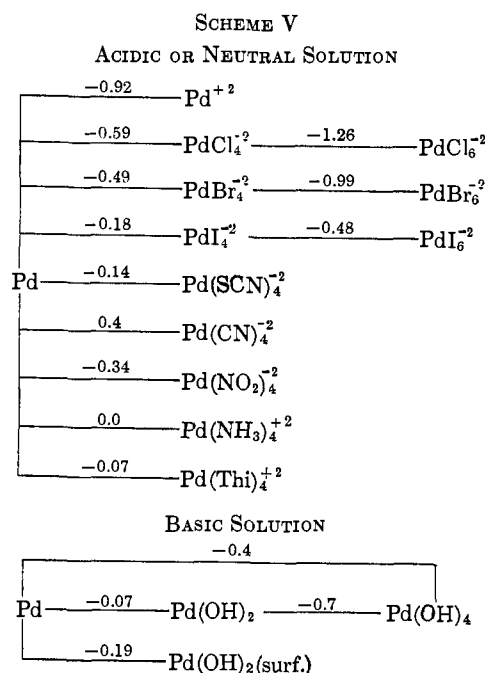 SCHEME V
ACIDIC OR NEUTRAL SOLUTION
−0.92 Pd⁺²
−0.59 PdCl₄⁻² −1.26 PdCl₆⁻²
−0.49 PdBr₄⁻² −0.99 PdBr₆⁻²
−0.18 PdI₄⁻² −0.48 PdI₆⁻²
Pd −0.14 Pd(SCN)₄⁻²
0.4 Pd(CN)₄⁻²
−0.34 Pd(NO₂)₄⁻²
0.0 Pd(NH₃)₄⁺²
−0.07 Pd(Thi)₄⁺²
BASIC SOLUTION
−0.4
Pd −0.07 Pd(OH)₂ −0.7 Pd(OH)₄
−0.19 Pd(OH)₂(surf.)